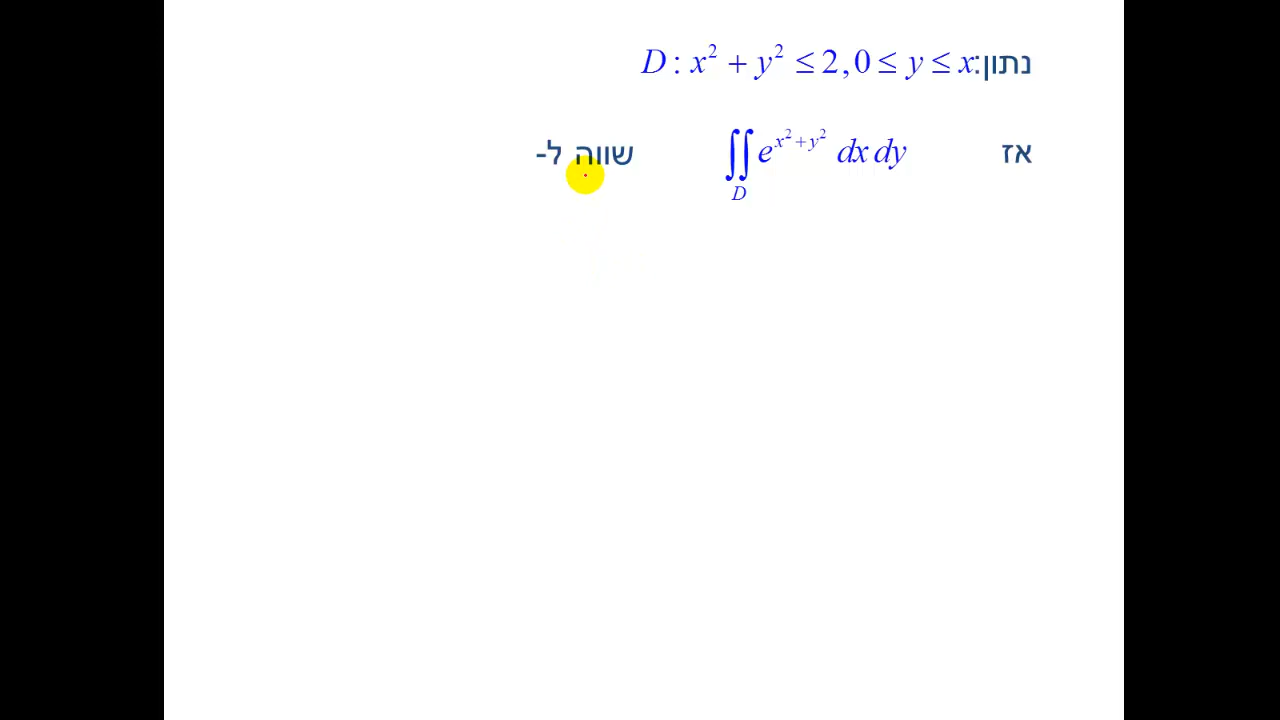 נתון: D : x² + y² ≤ 2, 0 ≤ y ≤ x
אז ∬_D e^{x²+y²} dx dy שווה ל-